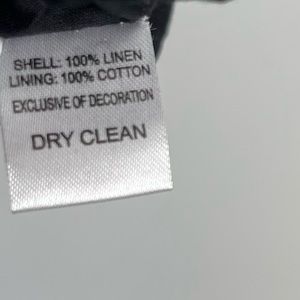 SHELL: 100% LINEN
LINING: 100% COTTON
EXCLUSIVE OF DECORATION
DRY CLEAN